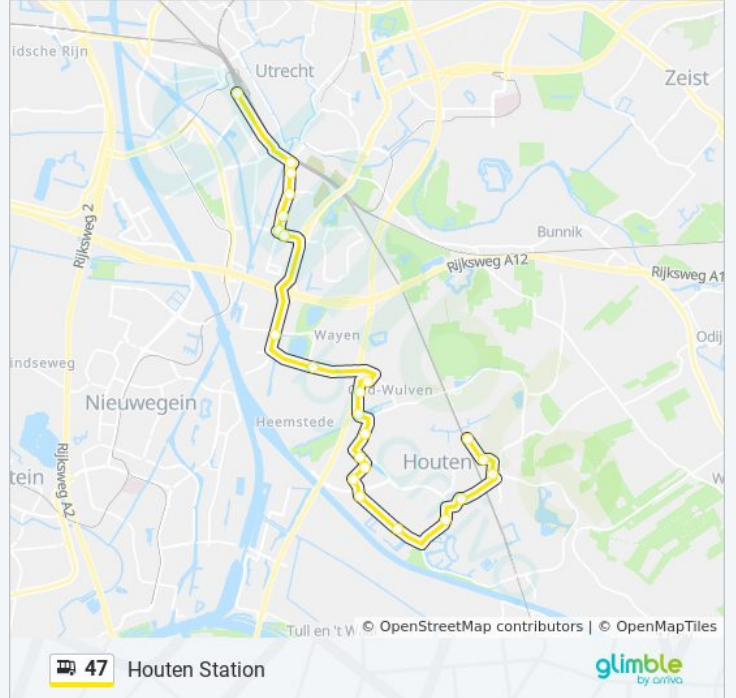 idsche Rijn
Utrecht
Zeist
Rijksweg 2
Bunnik
Rijksweg A12
Rijksweg A1
Wayen
Odij
indseweg
Oud-Wulven
Nieuwegein
Heemstede
Houten
tein
Rijksweg A2
W
Tull en 't W
© OpenStreetMap contributors | © OpenMapTiles
47 Houten Station
glimble
by arriva